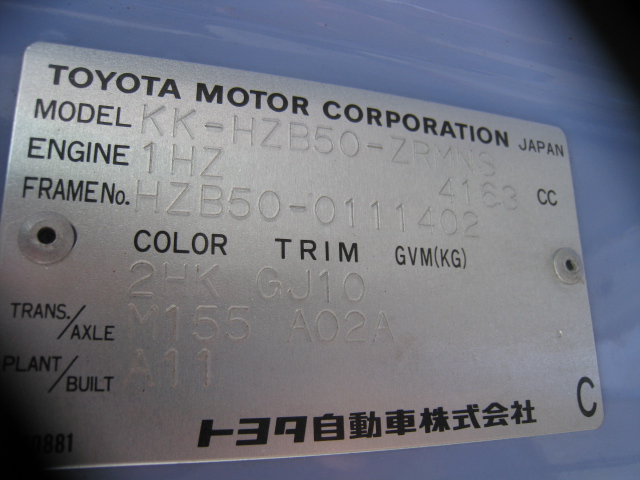 TOYOTA MOTOR CORPORATION JAPAN
MODEL KK-HZB50-ZRMNS
ENGINE 1HZ 4163 CC
FRAME No. HZB50-0111402
COLOR TRIM GVM(KG)
2HK GJ10
TRANS./AXLE M155 A02A
PLANT/BUILT A11
C
トヨタ自動車株式会社
0881